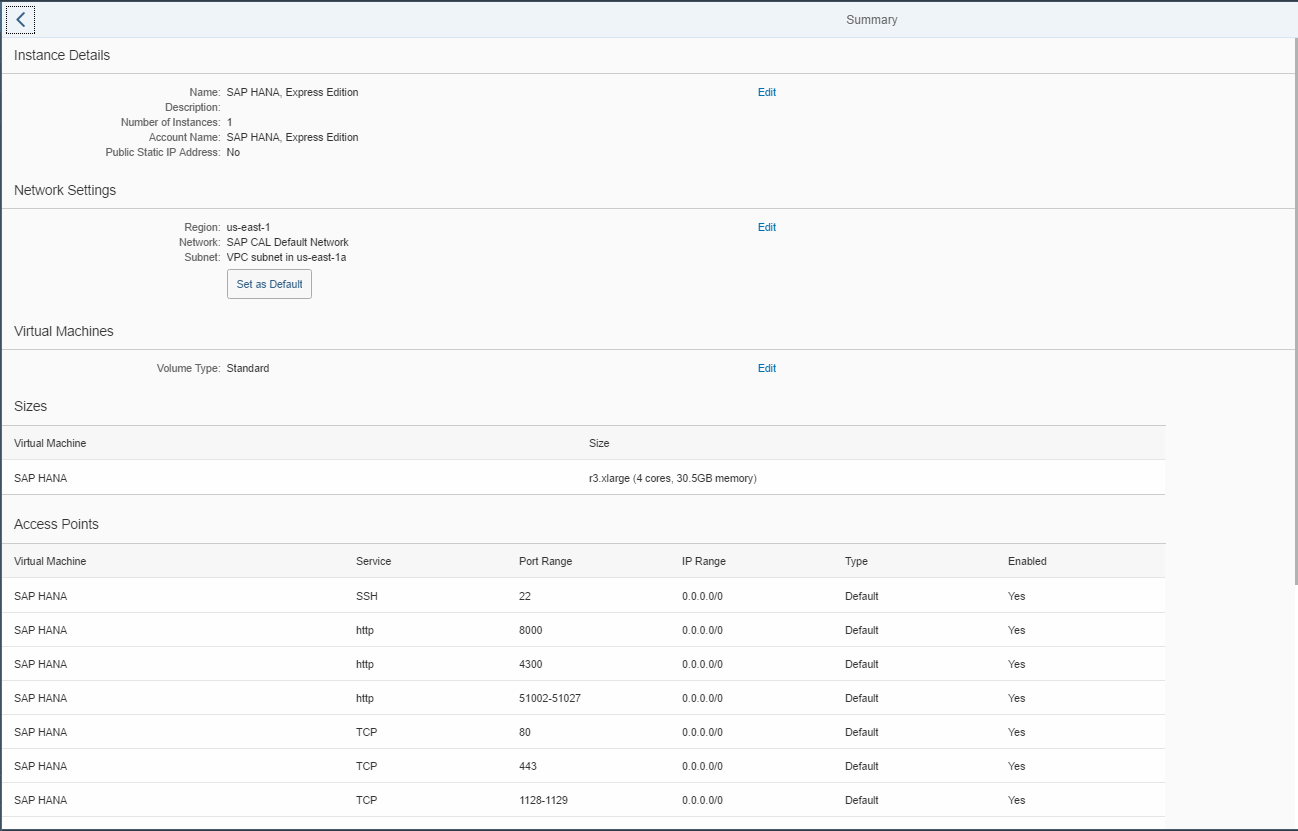 Summary
Instance Details
Name: SAP HANA, Express Edition Edit
Description:
Number of Instances: 1
Account Name: SAP HANA, Express Edition
Public Static IP Address: No
Network Settings
Region: us-east-1 Edit
Network: SAP CAL Default Network
Subnet: VPC subnet in us-east-1a
Set as Default
Virtual Machines
Volume Type: Standard Edit
Sizes
Virtual Machine Size
SAP HANA r3.xlarge (4 cores, 30.5GB memory)
Access Points
Virtual Machine Service Port Range IP Range Type Enabled
SAP HANA SSH 22 0.0.0.0/0 Default Yes
SAP HANA http 8000 0.0.0.0/0 Default Yes
SAP HANA http 4300 0.0.0.0/0 Default Yes
SAP HANA http 51002-51027 0.0.0.0/0 Default Yes
SAP HANA TCP 80 0.0.0.0/0 Default Yes
SAP HANA TCP 443 0.0.0.0/0 Default Yes
SAP HANA TCP 1128-1129 0.0.0.0/0 Default Yes